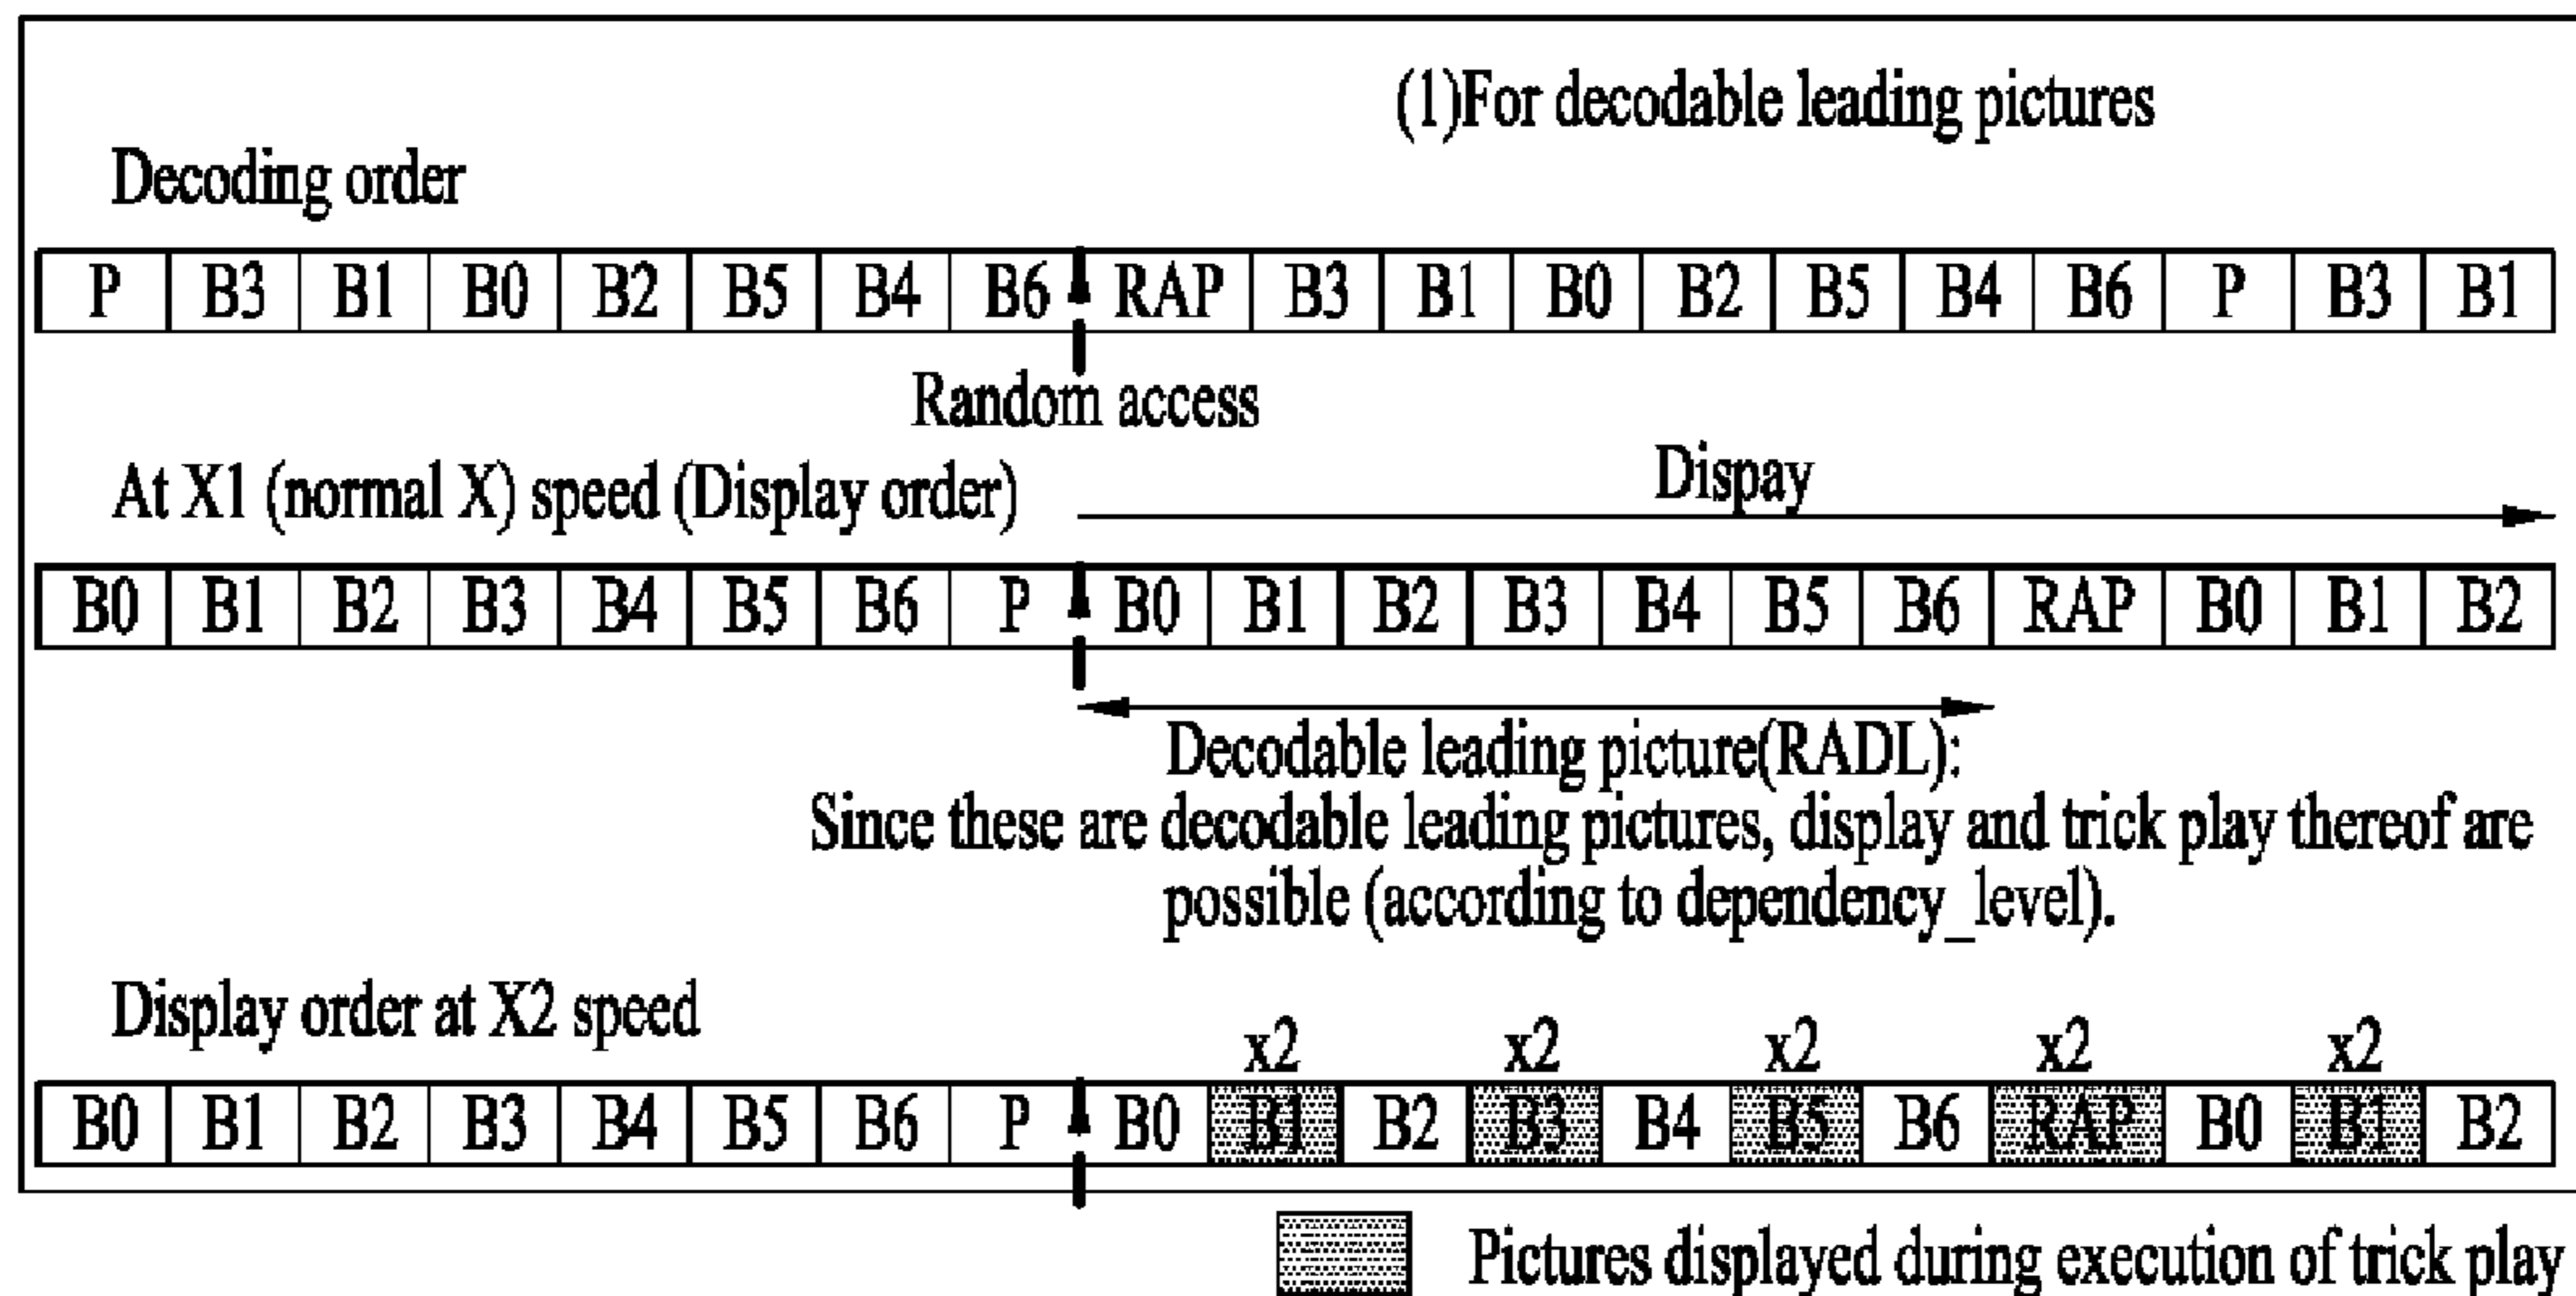 (1)For decodable leading pictures
Decoding order
P B3 B1 B0 B2 B5 B4 B6 RAP B3 B1 B0 B2 B5 B4 B6 P B3 B1
Random access
At X1 (normal X) speed (Display order)
Dispay
B0 B1 B2 B3 B4 B5 B6 P B0 B1 B2 B3 B4 B5 B6 RAP B0 B1 B2
Decodable leading picture(RADL):
Since these are decodable leading pictures, display and trick play thereof are
possible (according to dependency_level).
Display order at X2 speed
x2 x2 x2 x2 x2
B0 B1 B2 B3 B4 B5 B6 P B0 B1 B2 B3 B4 B5 B6 RAP B0 B1 B2
Pictures displayed during execution of trick play